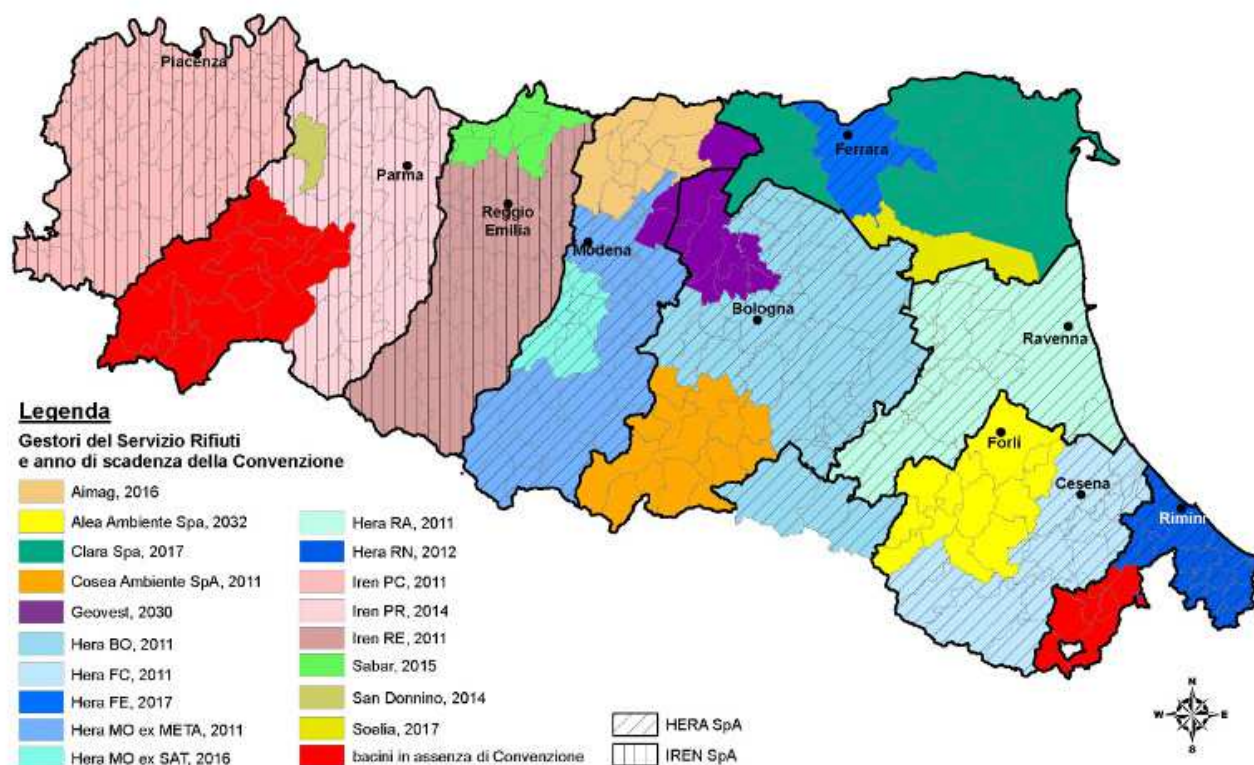 Piacenza
Parma
Reggio
Emilia
Modena
Ferrara
Bologna
Ravenna
Forlì
Cesena
Rimini
Legenda
Gestori del Servizio Rifiuti
e anno di scadenza della Convenzione
Aimag, 2016
Alea Ambiente Spa, 2032
Clara Spa, 2017
Cosea Ambiente SpA, 2011
Geovest, 2030
Hera BO, 2011
Hera FC, 2011
Hera FE, 2017
Hera MO ex META, 2011
Hera MO ex SAT, 2016
Hera RA, 2011
Hera RN, 2012
Iren PC, 2011
Iren PR, 2014
Iren RE, 2011
Sabar, 2015
San Donnino, 2014
Soelia, 2017
bacini in assenza di Convenzione
HERA SpA
IREN SpA
N
W E
S